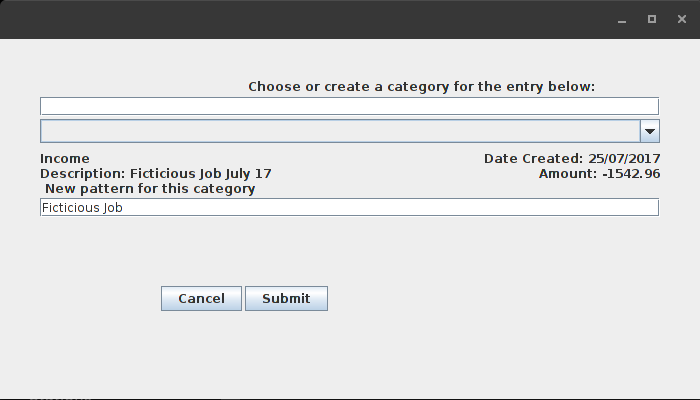 Choose or create a category for the entry below:
Income
Date Created: 25/07/2017
Description: Ficticious Job July 17
Amount: -1542.96
New pattern for this category
Ficticious Job
Cancel
Submit